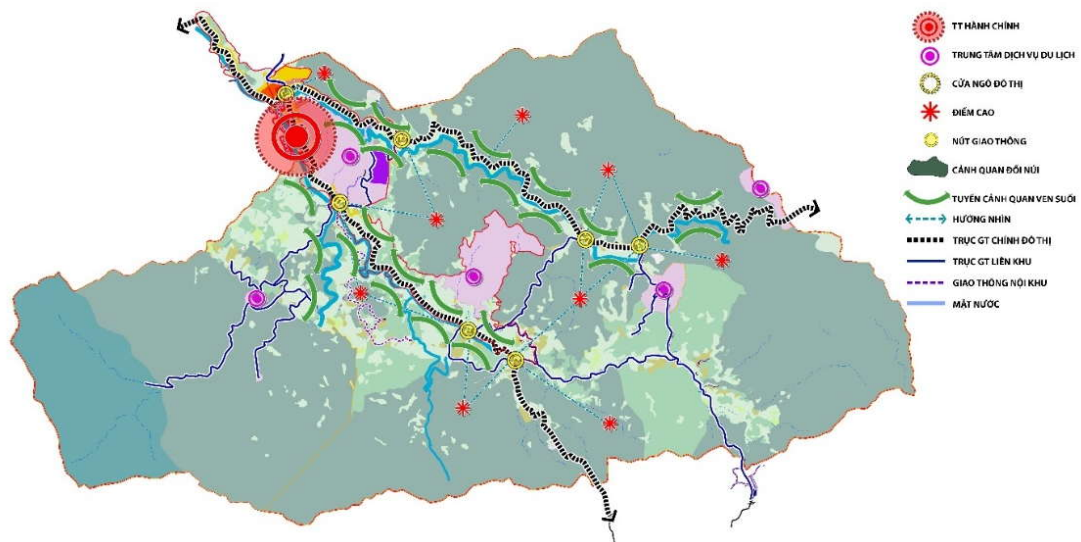 TT HÀNH CHÍNH
TRUNG TÂM DỊCH VỤ DU LỊCH
CỬA NGÕ ĐÔ THỊ
ĐIỂM CAO
NÚT GIAO THÔNG
CẢNH QUAN ĐỒI NÚI
TUYẾN CẢNH QUAN VEN SUỐI
HƯỚNG NHÌN
TRỤC GT CHÍNH ĐÔ THỊ
TRỤC GT LIÊN KHU
GIAO THÔNG NỘI KHU
MẶT NƯỚC